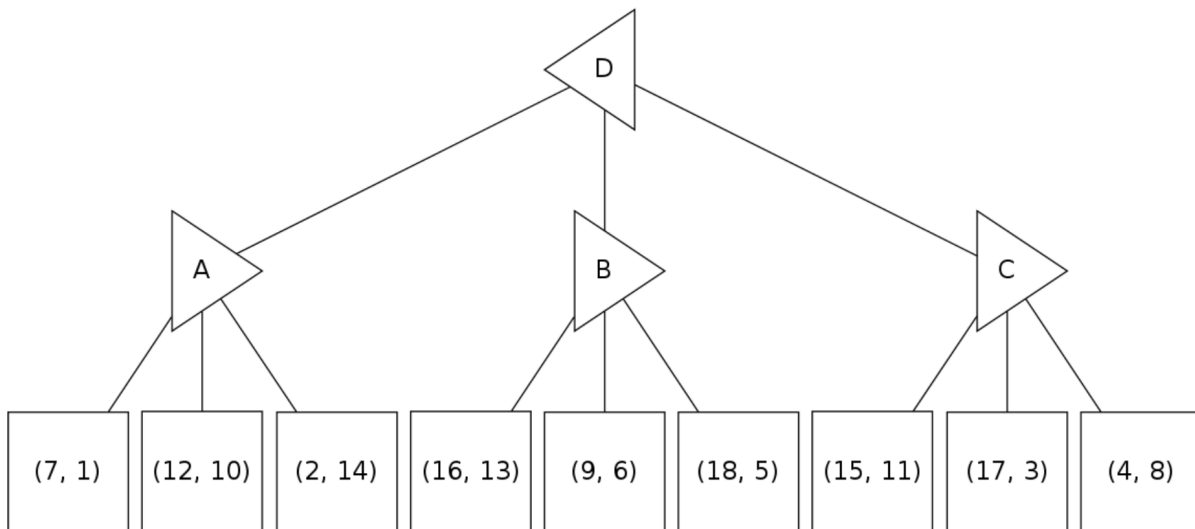 D
A B C
(7, 1) (12, 10) (2, 14) (16, 13) (9, 6) (18, 5) (15, 11) (17, 3) (4, 8)